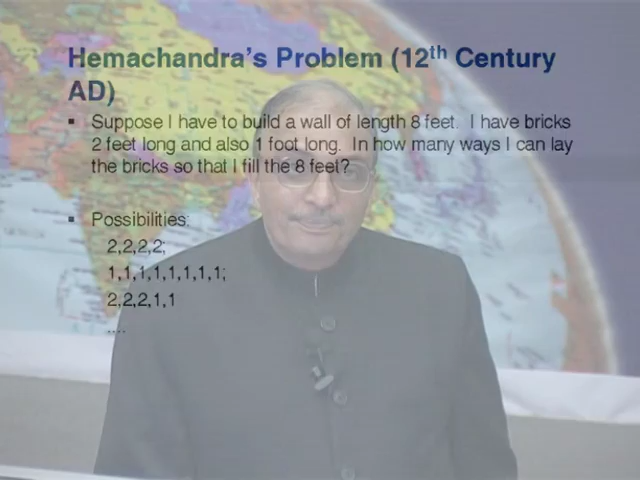 Hemachandra's Problem (12th Century
AD)
Suppose I have to build a wall of length 8 feet. I have bricks
2 feet long and also 1 foot long. In how many ways I can lay
the bricks so that I fill the 8 feet?
Possibilities:
2,2,2,2;
1,1,1,1,1,1,1,1;
2,2,2,1,1
....